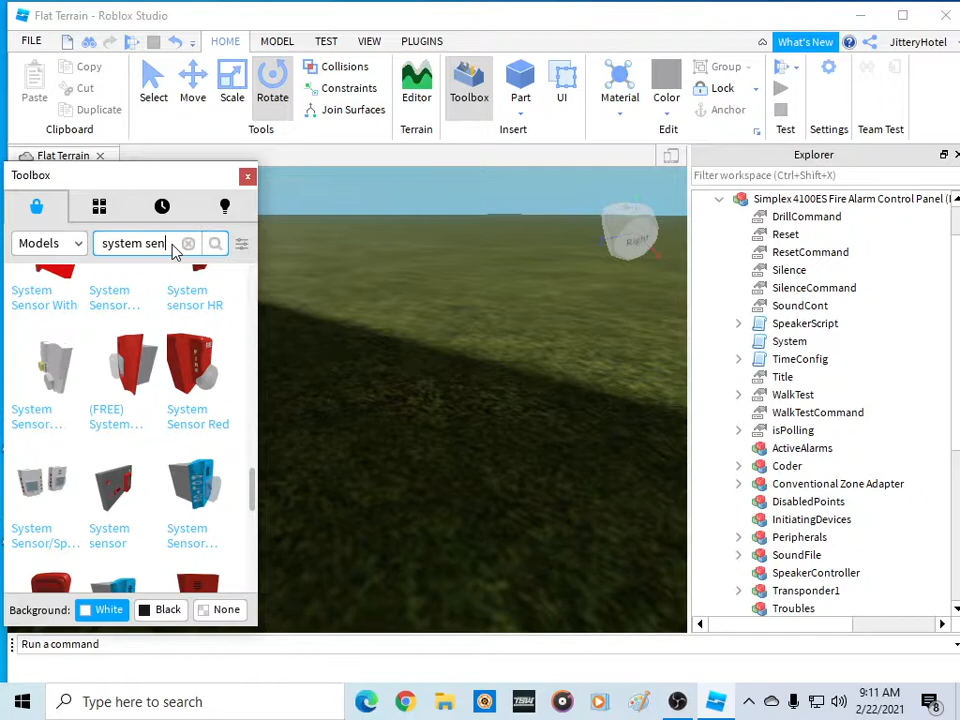 Flat Terrain - Roblox Studio
FILE HOME MODEL TEST VIEW PLUGINS What's New JitteryHotel
Paste Copy Cut Duplicate
Select Move Scale Rotate Collisions Constraints Join Surfaces
Editor Toolbox Part UI Material Color Group Lock Anchor
Clipboard Tools Terrain Insert Edit Test Settings Team Test
Flat Terrain
Toolbox
Models
system sen
System Sensor With
System Sensor...
System sensor HR
System Sensor...
(FREE) System...
System Sensor Red
System Sensor/Sp...
System sensor
System Sensor...
Background: White Black None
Right
Explorer
Filter workspace (Ctrl+Shift+X)
Simplex 4100ES Fire Alarm Control Panel (
DrillCommand
Reset
ResetCommand
Silence
SilenceCommand
SoundCont
SpeakerScript
System
TimeConfig
Title
WalkTest
WalkTestCommand
isPolling
ActiveAlarms
Coder
Conventional Zone Adapter
DisabledPoints
InitiatingDevices
Peripherals
SoundFile
SpeakerController
Transponder1
Troubles
Run a command
Type here to search
TSW
9:11 AM
2/22/2021
8